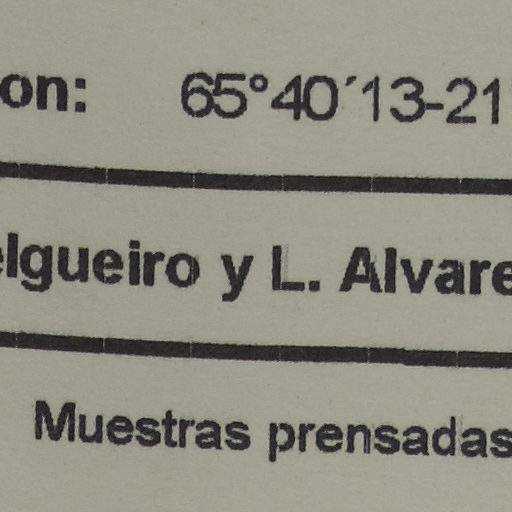 on: 65°40´13-21
elgueiro y L. Alvare
Muestras prensadas